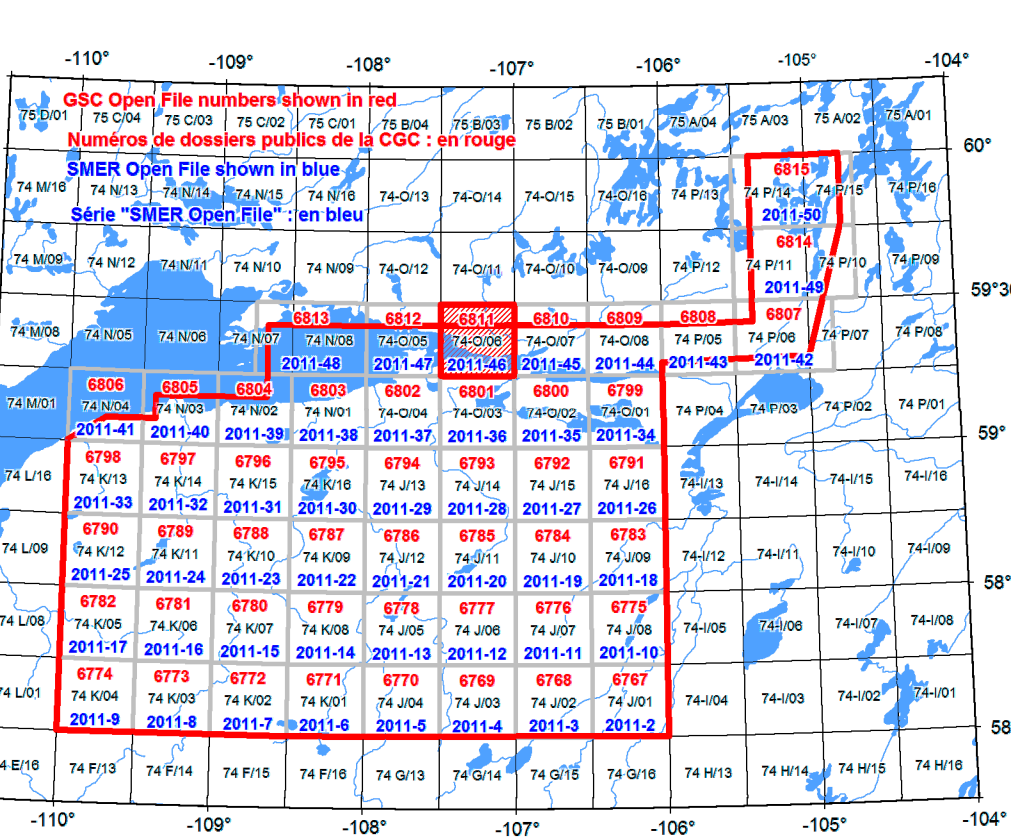 -110° -109° -108° -107° -106° -105° -104°
GSC Open File numbers shown in red
75 D/01 75 C/04 75 C/03 75 C/02 75 C/01 75 B/04 75 B/03 75 B/02 75 B/01 75 A/04 75 A/03 75 A/02 75 A/01
Numéros de dossiers publics de la CGC : en rouge
60°
SMER Open File shown in blue
6815
74 M/16 74 N/13 74 N/14 74 N/15 74 N/16 74-O/13 74-O/14 74-O/15 74-O/16 74 P/13 74 P/14 74 P/15 74 P/16
Série "SMER Open File" : en bleu
2011-50
6814
74 M/09 74 N/12 74 N/11 74 N/10 74 N/09 74-O/12 74-O/11 74-O/10 74-O/09 74 P/12 74 P/11 74 P/10 74 P/09
2011-49
59°30
6813 6812 6811 6810 6809 6808 6807
74 M/08 74 N/05 74 N/06 74 N/07 74 N/08 74-O/05 74-O/06 74-O/07 74-O/08 74 P/05 74 P/06 74 P/07 74 P/08
2011-48 2011-47 2011-46 2011-45 2011-44 2011-43 2011-42
6806 6805 6804 6803 6802 6801 6800 6799
74 M/01 74 N/04 74 N/03 74 N/02 74 N/01 74-O/04 74-O/03 74-O/02 74-O/01 74 P/04 74 P/03 74 P/02 74 P/01
2011-41 2011-40 2011-39 2011-38 2011-37 2011-36 2011-35 2011-34
59°
6798 6797 6796 6795 6794 6793 6792 6791
74 L/16 74 K/13 74 K/14 74 K/15 74 K/16 74 J/13 74 J/14 74 J/15 74 J/16 74-I/13 74-I/14 74-I/15 74-I/16
2011-33 2011-32 2011-31 2011-30 2011-29 2011-28 2011-27 2011-26
6790 6789 6788 6787 6786 6785 6784 6783
74 L/09 74 K/12 74 K/11 74 K/10 74 K/09 74 J/12 74 J/11 74 J/10 74 J/09 74-I/12 74-I/11 74-I/10 74-I/09
2011-25 2011-24 2011-23 2011-22 2011-21 2011-20 2011-19 2011-18
58°
6782 6781 6780 6779 6778 6777 6776 6775
74 L/08 74 K/05 74 K/06 74 K/07 74 K/08 74 J/05 74 J/06 74 J/07 74 J/08 74-I/05 74-I/06 74-I/07 74-I/08
2011-17 2011-16 2011-15 2011-14 2011-13 2011-12 2011-11 2011-10
6774 6773 6772 6771 6770 6769 6768 6767
74 L/01 74 K/04 74 K/03 74 K/02 74 K/01 74 J/04 74 J/03 74 J/02 74 J/01 74-I/04 74-I/03 74-I/02 74-I/01
2011-9 2011-8 2011-7 2011-6 2011-5 2011-4 2011-3 2011-2
58
4-E/16 74 F/13 74 F/14 74 F/15 74 F/16 74 G/13 74 G/14 74 G/15 74 G/16 74 H/13 74 H/14 74 H/15 74 H/16
-110° -109° -108° -107° -106° -105° -104°